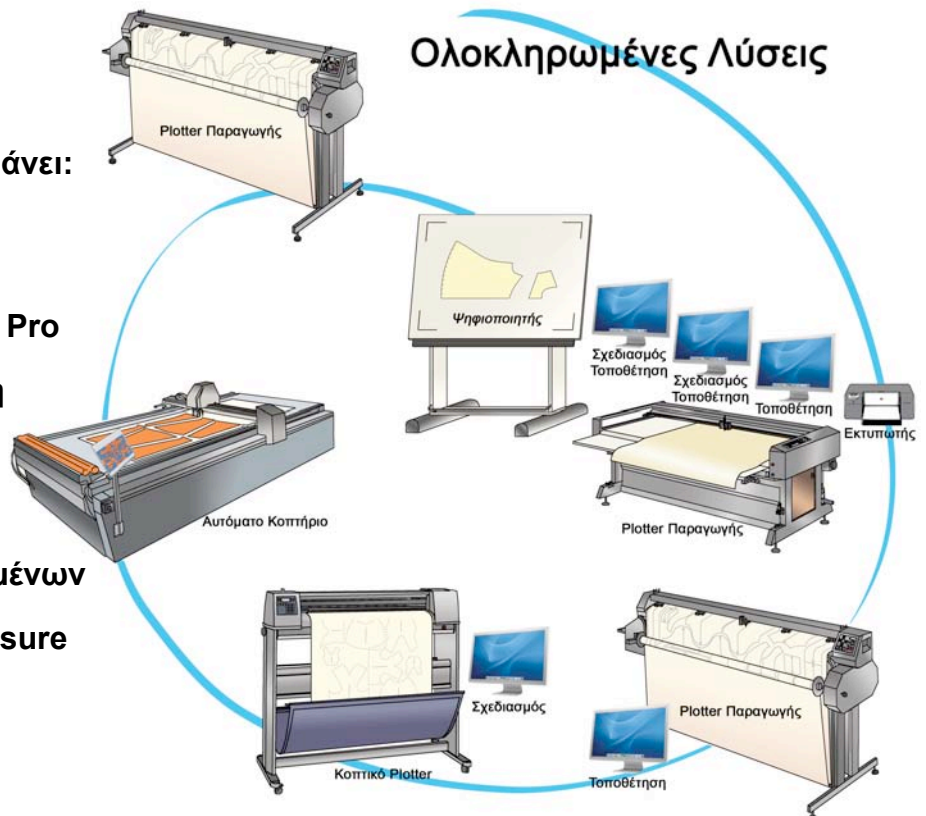 Ολοκληρωμένες Λύσεις
Plotter Παραγωγής
άνει:
Ψηφιοποιητής
Pro
η
Σχεδιασμός
Τοποθέτηση
Σχεδιασμός
Τοποθέτηση
Τοποθέτηση
Εκτυπωτής
Αυτόματο Κοπτήριο
Plotter Παραγωγής
μένων
sure
Σχεδιασμός
Plotter Παραγωγής
Κοπτικό Plotter
Τοποθέτηση